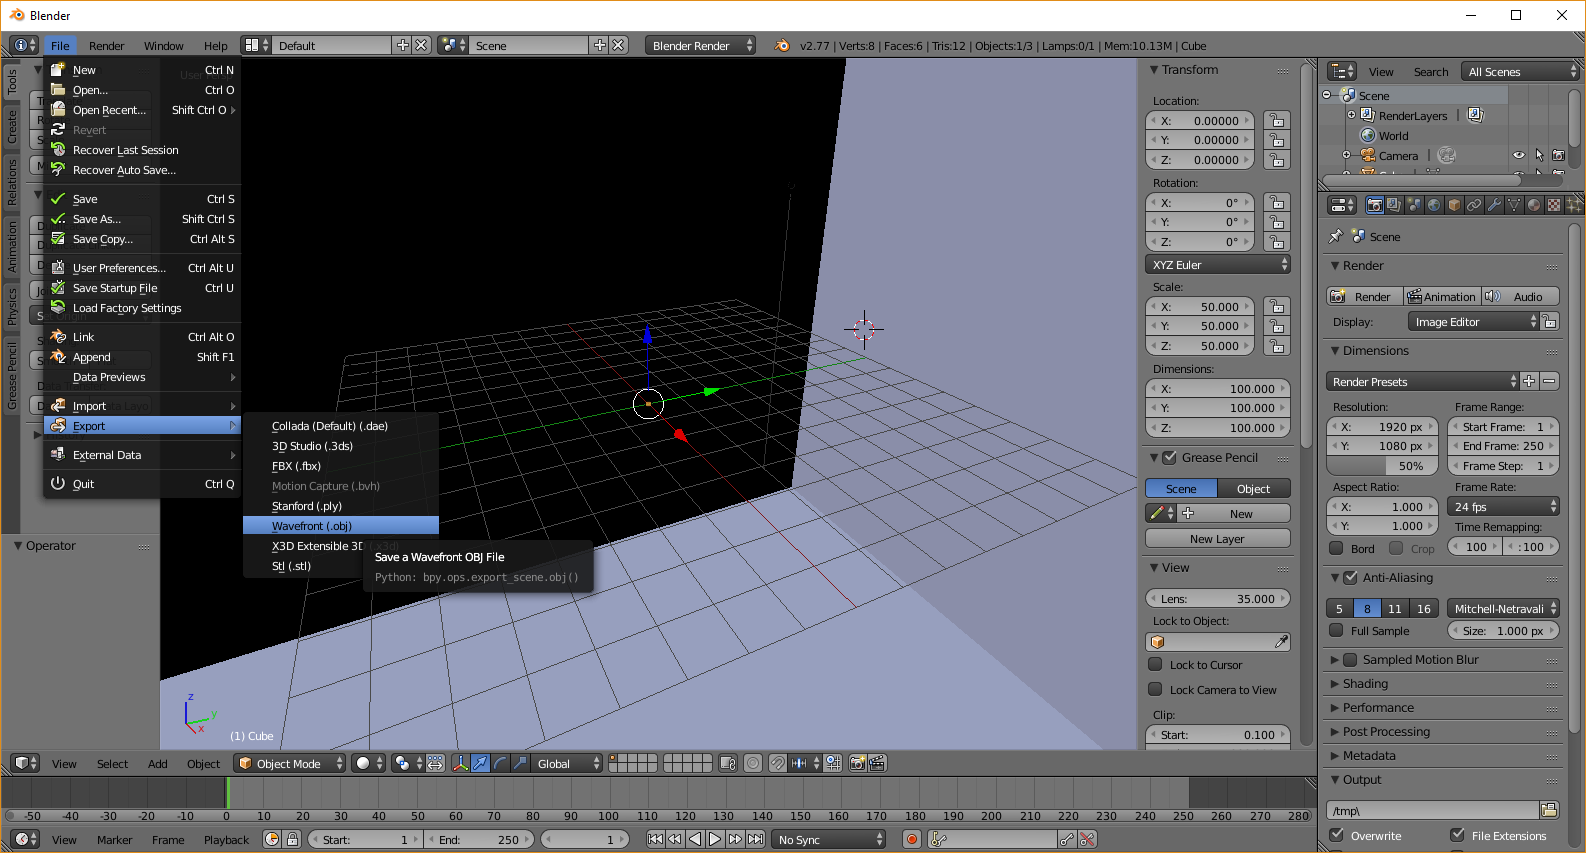 Blender
File Render Window Help Default Scene Blender Render v2.77 | Verts:8 | Faces:6 | Tris:12 | Objects:1/3 | Lamps:0/1 | Mem:10.13M | Cube
Tools
Create
Relations
Animation
Physics
Grease Pencil
New Ctrl N
Open... Ctrl O
Open Recent... Shift Ctrl O
Revert
Recover Last Session
Recover Auto Save...
Save Ctrl S
Save As... Shift Ctrl S
Save Copy... Ctrl Alt S
User Preferences... Ctrl Alt U
Save Startup File Ctrl U
Load Factory Settings
Link Ctrl Alt O
Append Shift F1
Data Previews
Import
Export
External Data
Quit Ctrl Q
Collada (Default) (.dae)
3D Studio (.3ds)
FBX (.fbx)
Motion Capture (.bvh)
Stanford (.ply)
Wavefront (.obj)
X3D Extensible 3D (.x3d)
Stl (.stl)
Save a Wavefront OBJ File
Python: bpy.ops.export_scene.obj()
Operator
z
y
x
(1) Cube
Transform
Location:
X: 0.00000
Y: 0.00000
Z: 0.00000
Rotation:
X: 0°
Y: 0°
Z: 0°
XYZ Euler
Scale:
X: 50.000
Y: 50.000
Z: 50.000
Dimensions:
X: 100.000
Y: 100.000
Z: 100.000
Grease Pencil
Scene Object
New
New Layer
View
Lens: 35.000
Lock to Object:
Lock to Cursor
Lock Camera to View
Clip:
Start: 0.100
View Search All Scenes
Scene
RenderLayers
World
Camera
Scene
Render
Render Animation Audio
Display: Image Editor
Dimensions
Render Presets
Resolution: Frame Range:
X: 1920 px Start Frame: 1
Y: 1080 px End Frame: 250
50% Frame Step: 1
Aspect Ratio: Frame Rate:
X: 1.000 24 fps
Y: 1.000 Time Remapping:
Bord Crop 100 :100
Anti-Aliasing
5 8 11 16 Mitchell-Netravali
Full Sample Size: 1.000 px
Sampled Motion Blur
Shading
Performance
Post Processing
Metadata
Output
/tmp\
Overwrite File Extensions
View Select Add Object Object Mode Global
-50 -40 -30 -20 -10 0 10 20 30 40 50 60 70 80 90 100 110 120 130 140 150 160 170 180 190 200 210 220 230 240 250 260 270 280
View Marker Frame Playback Start: 1 End: 250 1 No Sync